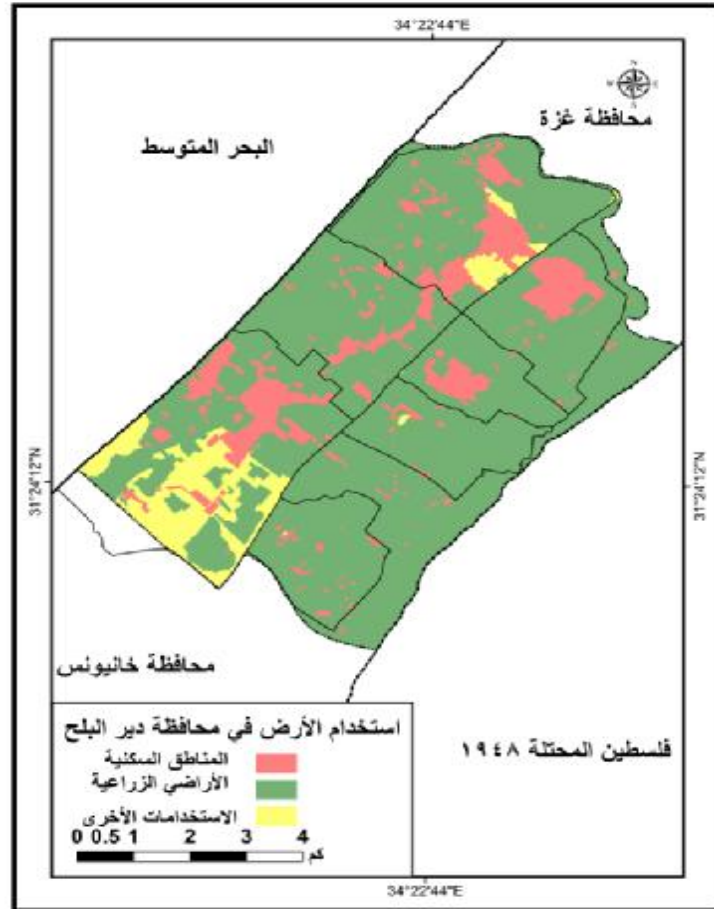 34°22'44"E
N
W E
S
محافظة غزة
البحر المتوسط
31°24'12"N
31°24'12"N
محافظة خانيونس
فلسطين المحتلة ١٩٤٨
استخدام الأرض في محافظة دير البلح
المناطق السكنية
الأراضي الزراعية
الاستخدامات الأخرى
0 0.5 1 2 3 4
كم
34°22'44"E